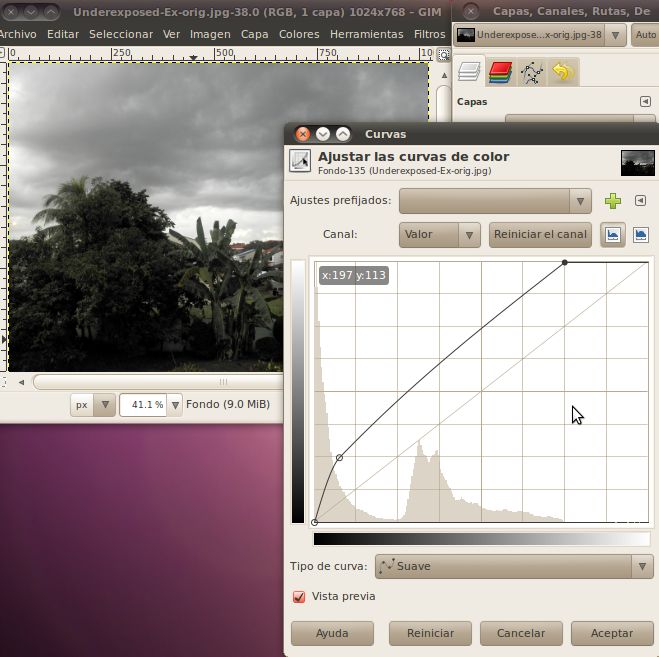 Underexposed-Ex-orig.jpg-38.0 (RGB, 1 capa) 1024x768 – GIM
Capas, Canales, Rutas, De
Archivo Editar Seleccionar Ver Imagen Capa Colores Herramientas Filtros
Underexpose...x-orig.jpg-38
Auto
0 250 500 750 10
Capas
Curvas
Ajustar las curvas de color
Fondo-135 (Underexposed-Ex-orig.jpg)
Ajustes prefijados:
Canal: Valor Reiniciar el canal
x:197 y:113
px 41.1 % Fondo (9.0 MiB)
Tipo de curva: Suave
Vista previa
Ayuda Reiniciar Cancelar Aceptar